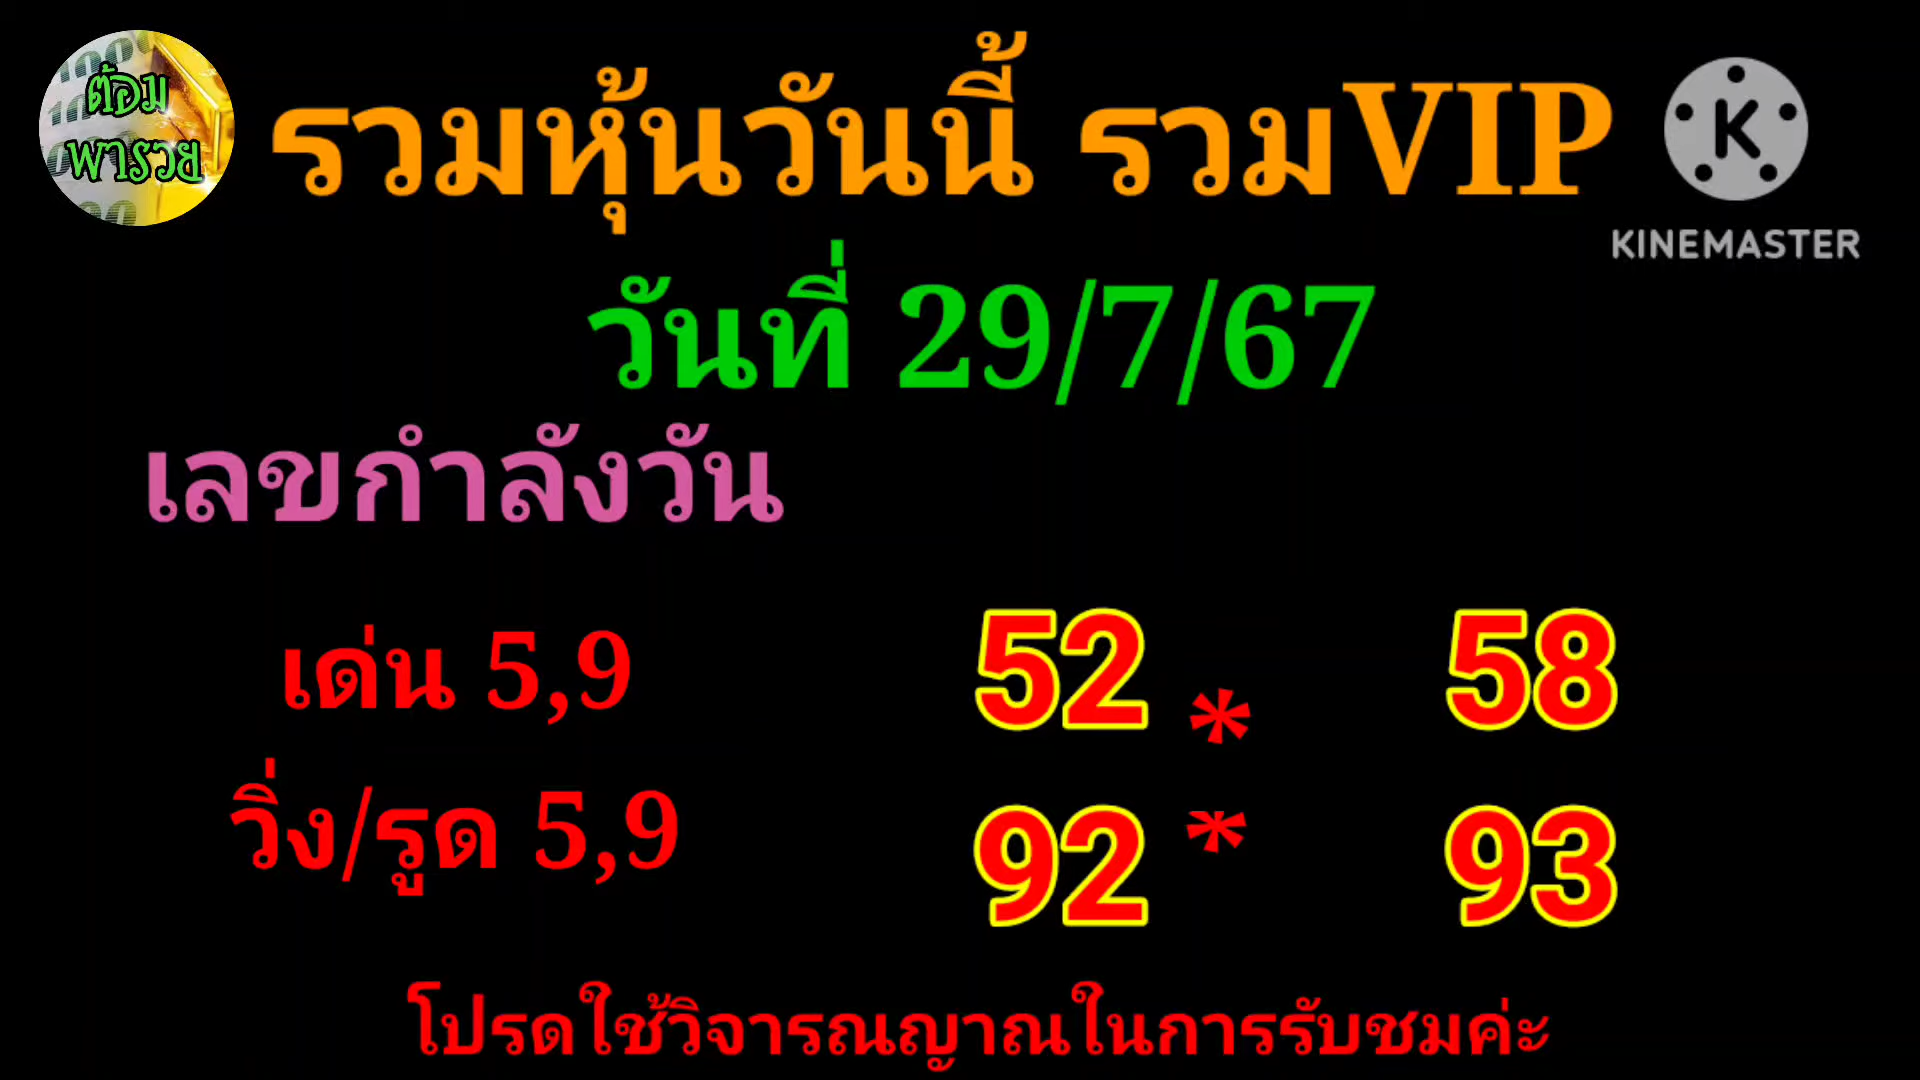 ต้อม
พารวย
รวมหุ้นวันนี้ รวมVIP
KINEMASTER
วันที่ 29/7/67
เลขกำลังวัน
เด่น 5,9
52 * 58
วิ่ง/รูด 5,9
92 * 93
โปรดใช้วิจารณญาณในการรับชมค่ะ